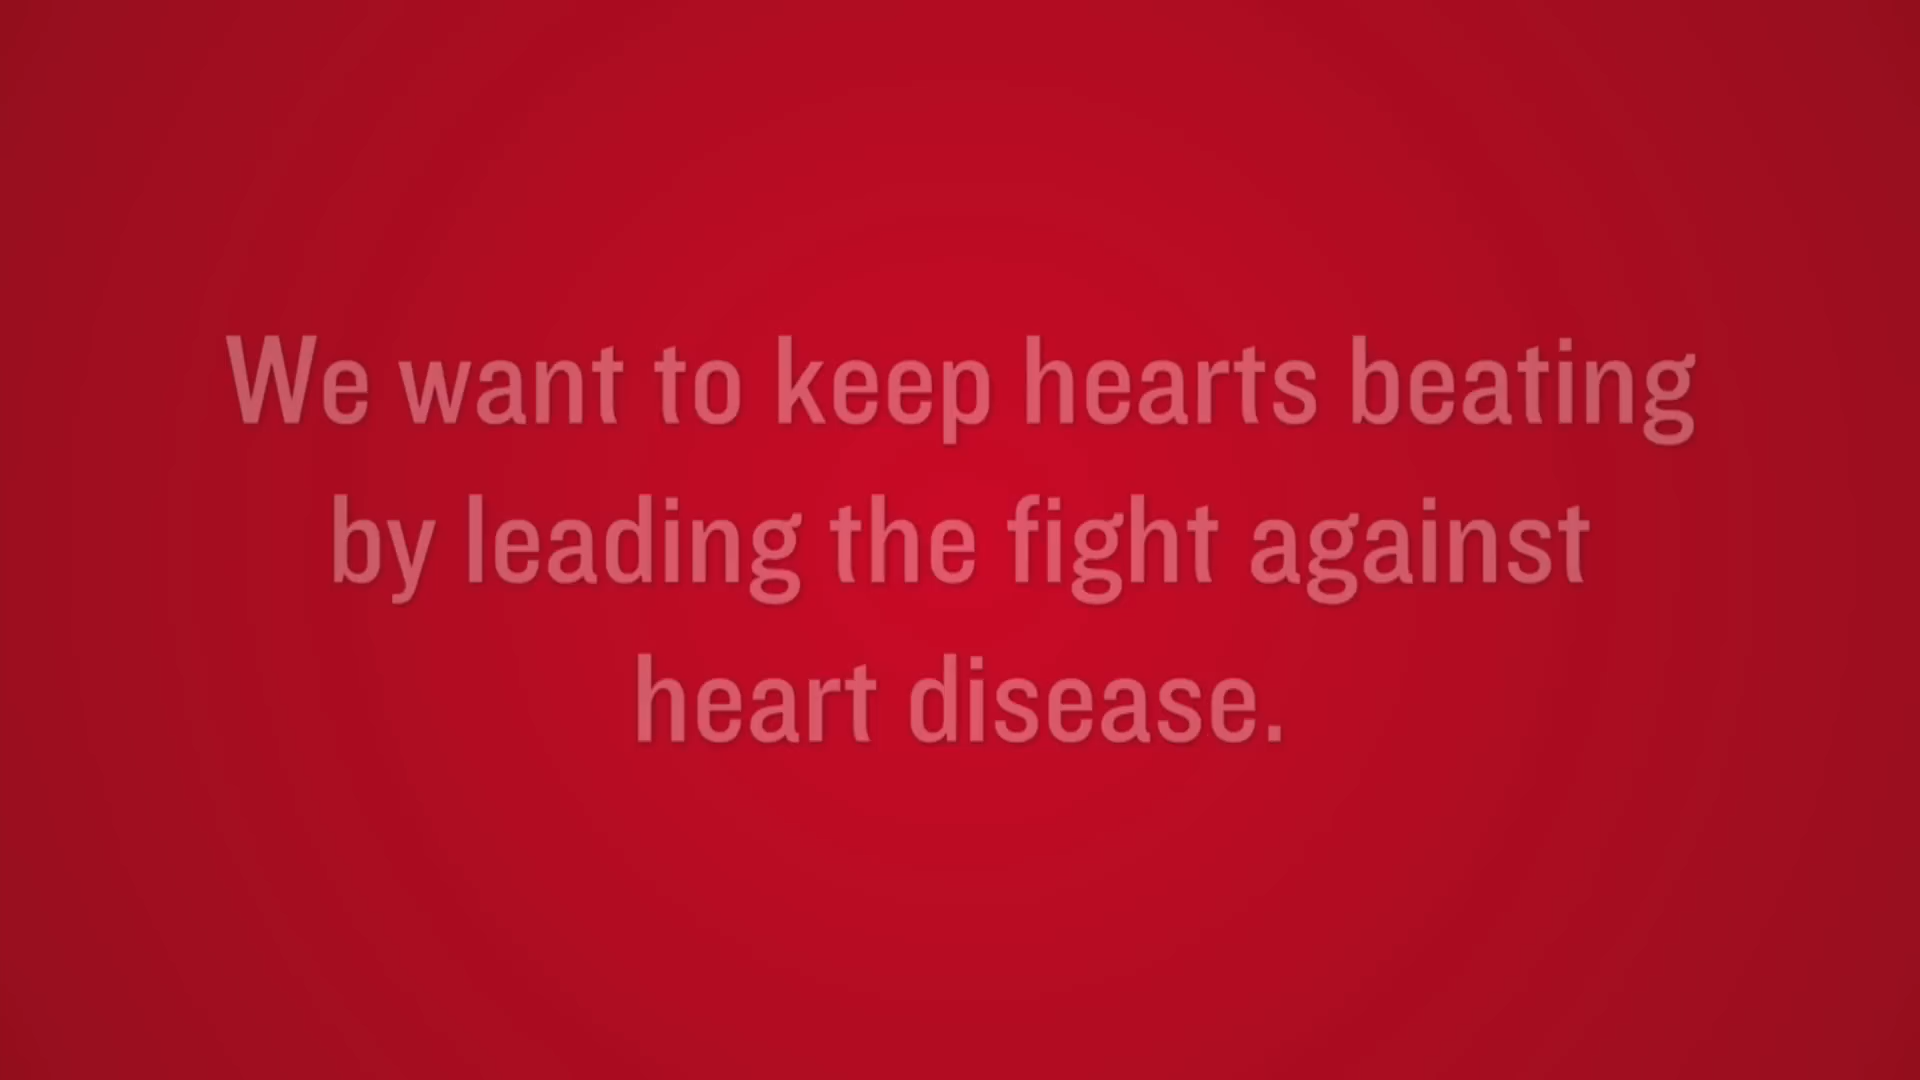 We want to keep hearts beating
by leading the fight against
heart disease.